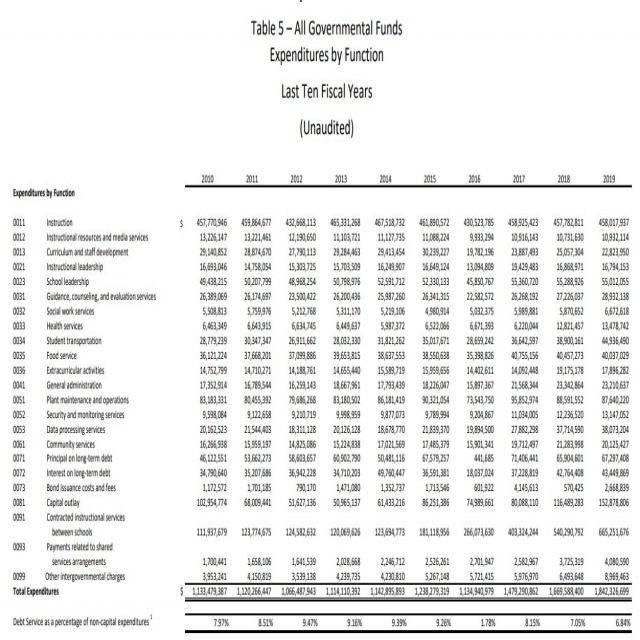 Table 5 – All Governmental Funds
Expenditures by Function
Last Ten Fiscal Years
(Unaudited)
2010 2011 2012 2013 2014 2015 2016 2017 2018 2019
Expenditures by Function
0011 Instruction $ 457,770,946 459,864,677 432,668,113 465,331,268 467,518,732 461,890,572 430,523,785 458,925,423 457,782,811 458,017,937
0012 Instructional resources and media services 13,226,147 13,221,461 12,190,650 11,103,721 11,127,735 11,088,224 9,933,294 10,916,143 10,731,630 10,932,114
0013 Curriculum and staff development 29,140,852 28,874,670 27,790,113 29,284,463 29,413,454 30,239,227 19,782,196 23,887,493 25,057,304 22,823,950
0021 Instructional leadership 16,693,046 14,758,054 15,303,725 15,703,509 16,249,907 16,649,124 13,094,809 19,429,483 16,868,971 16,794,153
0023 School leadership 49,438,215 50,207,799 48,968,254 50,798,976 52,591,712 52,330,133 45,850,767 55,360,720 55,288,926 55,012,055
0031 Guidance, counseling, and evaluation services 26,389,069 26,174,697 23,500,422 26,200,436 25,987,260 26,341,315 22,582,572 26,268,192 27,226,037 28,932,138
0032 Social work services 5,508,813 5,759,976 5,212,768 5,311,170 5,219,106 4,980,914 5,032,375 5,989,881 5,870,652 6,672,618
0033 Health services 6,463,349 6,643,915 6,634,745 6,449,637 5,987,372 6,522,066 6,671,393 6,220,044 12,821,457 13,478,742
0034 Student transportation 28,779,239 30,347,347 26,911,662 28,032,330 31,821,262 35,017,171 28,659,242 36,642,597 38,900,161 44,936,490
0035 Food service 36,121,224 37,668,201 37,099,886 39,653,815 38,637,553 38,550,638 35,398,826 40,755,156 40,457,273 40,037,029
0036 Extracurricular activities 14,752,799 14,710,271 14,188,761 14,655,440 15,589,719 15,959,656 14,402,611 14,092,448 19,175,178 17,896,282
0041 General administration 17,352,914 16,789,544 16,259,143 18,667,961 17,793,439 18,226,047 15,897,367 21,568,344 23,342,864 23,210,637
0051 Plant maintenance and operations 83,183,331 80,455,392 79,686,268 83,180,502 86,181,419 90,321,054 73,543,750 95,852,974 88,591,552 87,640,220
0052 Security and monitoring services 9,598,084 9,122,658 9,210,719 9,998,959 9,877,073 9,789,994 9,204,867 11,034,005 12,236,520 13,147,052
0053 Data processing services 20,162,523 21,544,403 18,311,128 20,126,128 18,678,770 21,839,370 19,894,500 27,882,298 37,714,590 38,073,204
0061 Community services 16,266,938 15,959,197 14,825,086 15,224,838 17,021,569 17,485,379 15,901,341 19,712,497 21,283,998 20,125,427
0071 Principal on long-term debt 46,122,551 53,662,273 58,603,657 60,902,790 50,481,116 67,579,257 441,685 71,406,441 65,904,601 67,297,408
0072 Interest on long-term debt 34,790,640 35,207,686 36,942,228 34,710,203 49,760,447 36,591,381 18,037,024 37,228,819 42,764,408 43,449,869
0073 Bond issuance costs and fees 1,172,572 1,701,185 790,170 1,471,080 1,352,737 1,713,546 601,922 4,145,613 570,425 2,668,839
0081 Capital outlay 102,954,774 68,009,441 51,627,136 50,965,137 61,433,216 86,251,386 74,989,661 80,088,110 116,489,283 152,878,806
0091 Contracted instructional services
between schools 111,937,679 123,774,675 124,582,632 120,069,626 123,694,773 181,118,956 266,073,630 403,324,244 540,290,792 665,251,676
0093 Payments related to shared
services arrangements 1,700,441 1,658,106 1,641,539 2,028,668 2,246,712 2,526,261 2,701,947 2,582,967 3,725,319 4,080,590
0099 Other intergovernmental charges 3,953,241 4,150,819 3,539,138 4,239,735 4,230,810 5,267,148 5,721,415 5,976,970 6,493,648 8,969,463
Total Expenditures $ 1,133,479,387 1,120,266,447 1,066,487,943 1,114,110,392 1,142,895,893 1,238,279,319 1,134,940,979 1,479,290,862 1,669,588,400 1,842,326,699
Debt Service as a percentage of non-capital expenditures 1 7.97% 8.51% 9.47% 9.16% 9.39% 9.26% 1.78% 8.15% 7.05% 6.84%